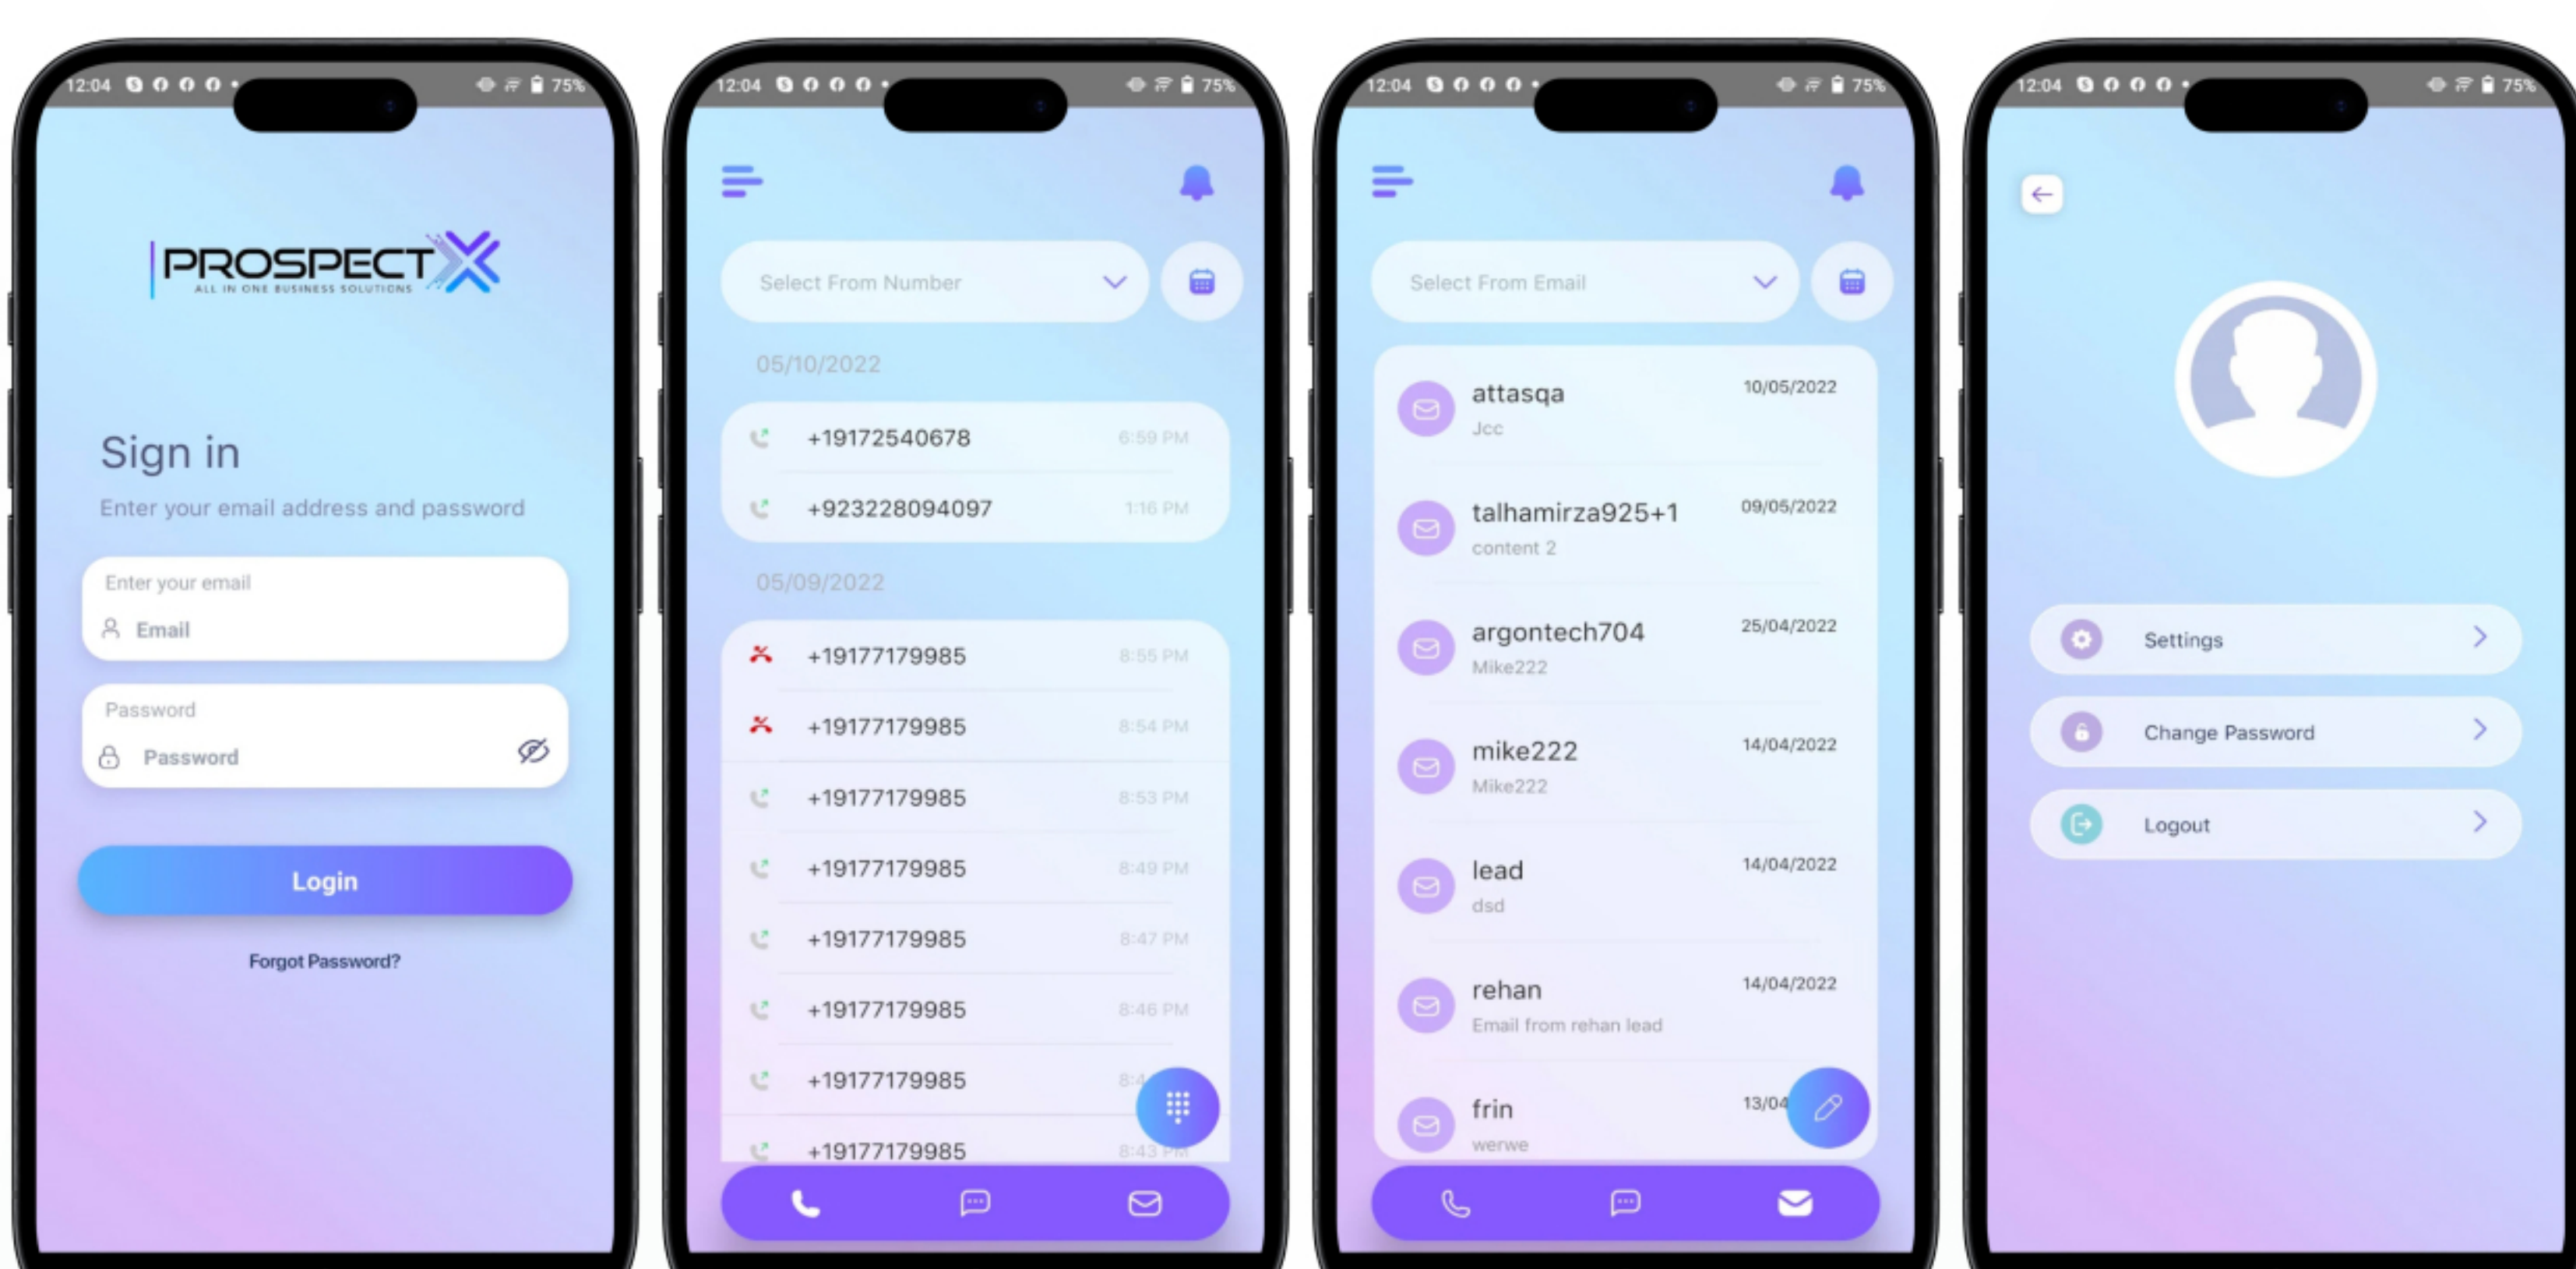 12:04
75%
PROSPECT
ALL IN ONE BUSINESS SOLUTIONS
Sign in
Enter your email address and password
Enter your email
Email
Password
Password
Login
Forgot Password?
12:04
75%
Select From Number
05/10/2022
+19172540678 6:59 PM
+923228094097 1:16 PM
05/09/2022
+19177179985 8:55 PM
+19177179985 8:54 PM
+19177179985 8:53 PM
+19177179985 8:49 PM
+19177179985 8:47 PM
+19177179985 8:46 PM
+19177179985
+19177179985 8:43 PM
12:04
75%
Select From Email
attasqa 10/05/2022
Jcc
talhamirza925+1 09/05/2022
content 2
argontech704 25/04/2022
Mike222
mike222 14/04/2022
Mike222
lead 14/04/2022
dsd
rehan 14/04/2022
Email from rehan lead
frin 13/04
werwe
12:04
75%
Settings
Change Password
Logout